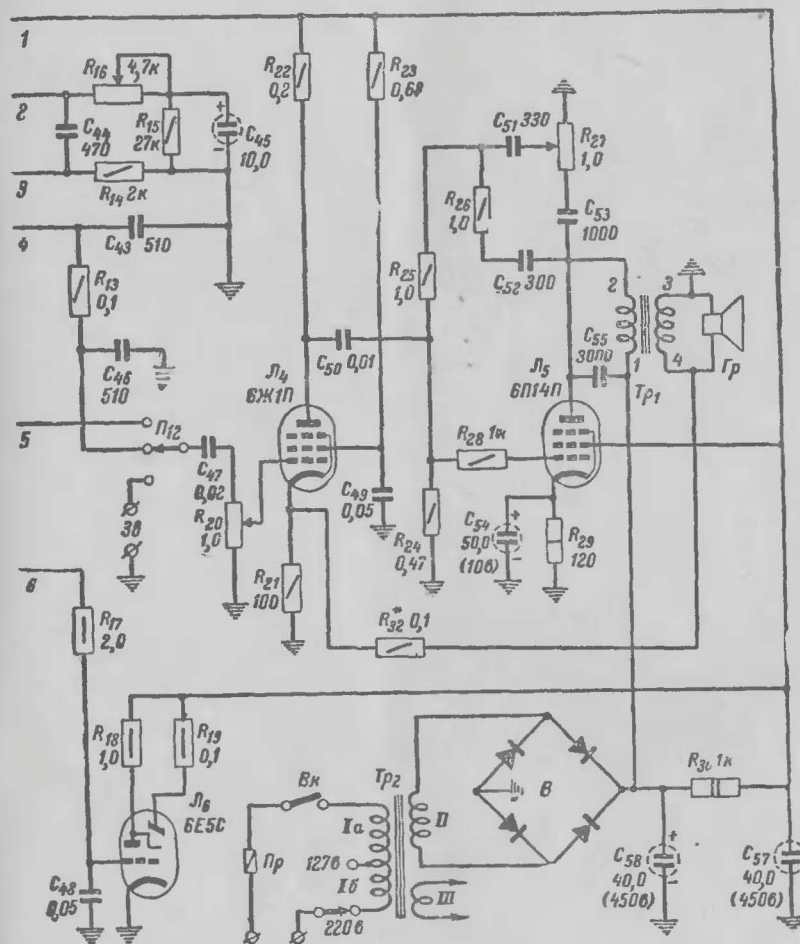 1
2
3
4
5
6
R16
4,7к
C44
470
R15
27к
C45
10,0
R14 2к
C43 510
R13
0,1
C46
510
П12
C47
0,02
R20
1,0
Зв
R22
0,2
R23
0,68
Л4
6Ж1П
C50 0,01
C49
0,05
R21
100
R24
0,47
R25
1,0
R26
1,0
C51 330
R27
1,0
C53
1000
C52 300
Л5
6П14П
C55
3000
2
1
3
4
Тр1
Гр
R28 1к
C54
50,0
(10в)
R29
120
R32* 0,1
R17
2,0
R18
1,0
R19
0,1
Л6
6Е5С
C48
0,05
Вк
Пр
Тр2
Iа
127в
Iб
220в
II
III
В
R30 1к
C58
40,0
(450в)
C57
40,0
(450в)